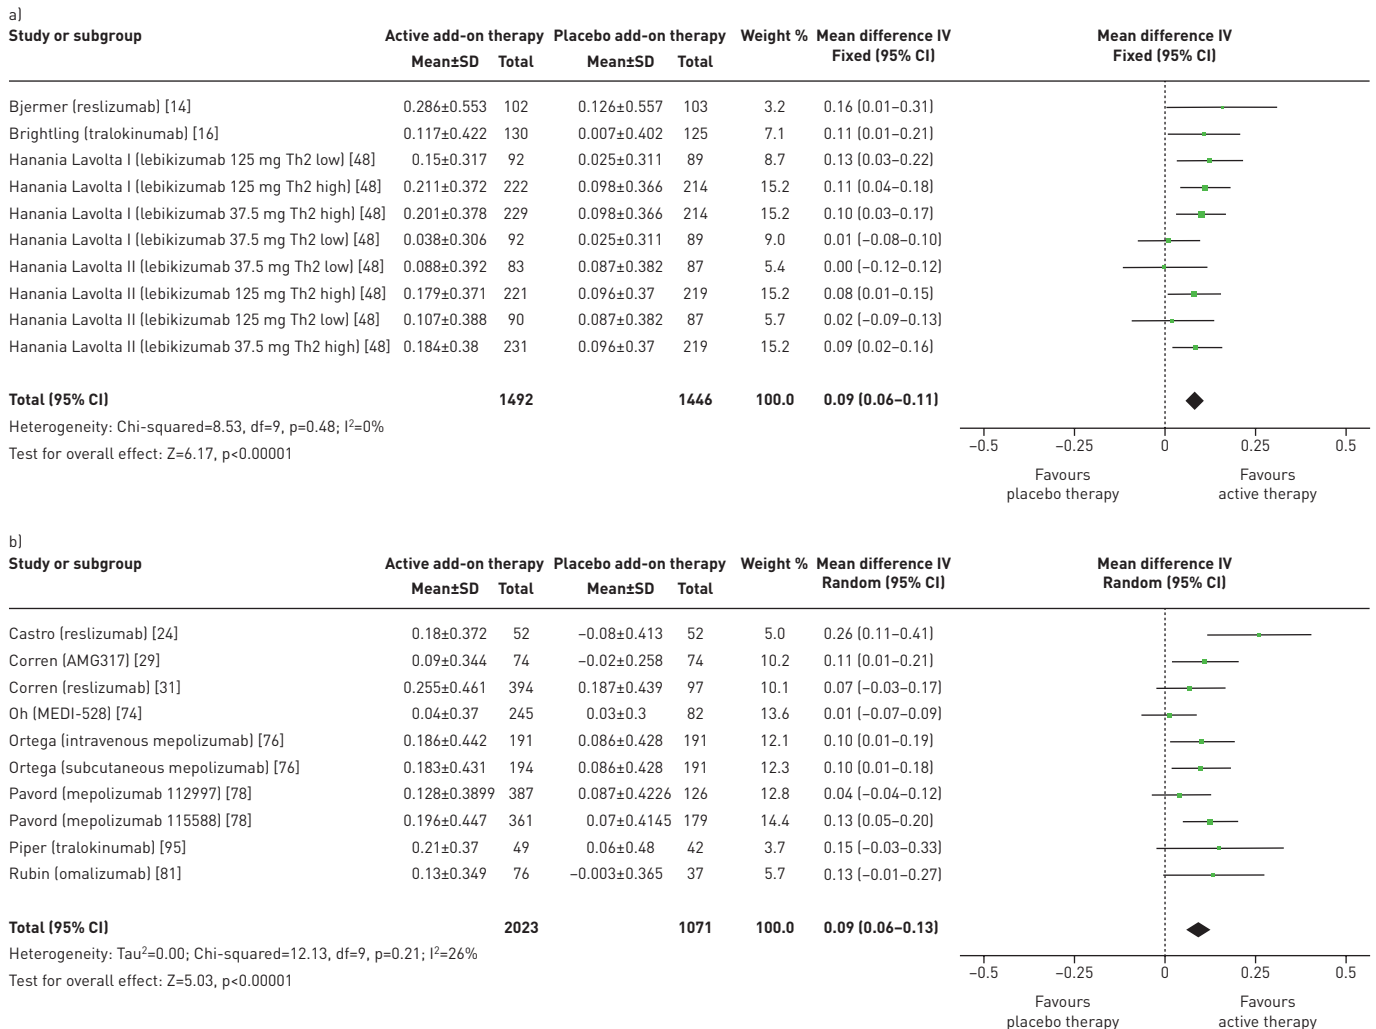 a)
Study or subgroup Active add-on therapy Placebo add-on therapy Weight % Mean difference IV Mean difference IV
Mean±SD Total Mean±SD Total Fixed (95% CI) Fixed (95% CI)
Bjermer (reslizumab) [14] 0.286±0.553 102 0.126±0.557 103 3.2 0.16 (0.01–0.31)
Brightling (tralokinumab) [16] 0.117±0.422 130 0.007±0.402 125 7.1 0.11 (0.01–0.21)
Hanania Lavolta I (lebikizumab 125 mg Th2 low) [48] 0.15±0.317 92 0.025±0.311 89 8.7 0.13 (0.03–0.22)
Hanania Lavolta I (lebikizumab 125 mg Th2 high) [48] 0.211±0.372 222 0.098±0.366 214 15.2 0.11 (0.04–0.18)
Hanania Lavolta I (lebikizumab 37.5 mg Th2 high) [48] 0.201±0.378 229 0.098±0.366 214 15.2 0.10 (0.03–0.17)
Hanania Lavolta I (lebikizumab 37.5 mg Th2 low) [48] 0.038±0.306 92 0.025±0.311 89 9.0 0.01 (−0.08–0.10)
Hanania Lavolta II (lebikizumab 37.5 mg Th2 low) [48] 0.088±0.392 83 0.087±0.382 87 5.4 0.00 (−0.12–0.12)
Hanania Lavolta II (lebikizumab 125 mg Th2 high) [48] 0.179±0.371 221 0.096±0.37 219 15.2 0.08 (0.01–0.15)
Hanania Lavolta II (lebikizumab 125 mg Th2 low) [48] 0.107±0.388 90 0.087±0.382 87 5.7 0.02 (−0.09–0.13)
Hanania Lavolta II (lebikizumab 37.5 mg Th2 high) [48] 0.184±0.38 231 0.096±0.37 219 15.2 0.09 (0.02–0.16)
Total (95% CI) 1492 1446 100.0 0.09 (0.06–0.11)
Heterogeneity: Chi-squared=8.53, df=9, p=0.48; I²=0%
Test for overall effect: Z=6.17, p<0.00001
−0.5 −0.25 0 0.25 0.5
Favours Favours
placebo therapy active therapy
b)
Study or subgroup Active add-on therapy Placebo add-on therapy Weight % Mean difference IV Mean difference IV
Mean±SD Total Mean±SD Total Random (95% CI) Random (95% CI)
Castro (reslizumab) [24] 0.18±0.372 52 −0.08±0.413 52 5.0 0.26 (0.11–0.41)
Corren (AMG317) [29] 0.09±0.344 74 −0.02±0.258 74 10.2 0.11 (0.01–0.21)
Corren (reslizumab) [31] 0.255±0.461 394 0.187±0.439 97 10.1 0.07 (−0.03–0.17)
Oh (MEDI-528) [74] 0.04±0.37 245 0.03±0.3 82 13.6 0.01 (−0.07–0.09)
Ortega (intravenous mepolizumab) [76] 0.186±0.442 191 0.086±0.428 191 12.1 0.10 (0.01–0.19)
Ortega (subcutaneous mepolizumab) [76] 0.183±0.431 194 0.086±0.428 191 12.3 0.10 (0.01–0.18)
Pavord (mepolizumab 112997) [78] 0.128±0.3899 387 0.087±0.4226 126 12.8 0.04 (−0.04–0.12)
Pavord (mepolizumab 115588) [78] 0.196±0.447 361 0.07±0.4145 179 14.4 0.13 (0.05–0.20)
Piper (tralokinumab) [95] 0.21±0.37 49 0.06±0.48 42 3.7 0.15 (−0.03–0.33)
Rubin (omalizumab) [81] 0.13±0.349 76 −0.003±0.365 37 5.7 0.13 (−0.01–0.27)
Total (95% CI) 2023 1071 100.0 0.09 (0.06–0.13)
Heterogeneity: Tau²=0.00; Chi-squared=12.13, df=9, p=0.21; I²=26%
Test for overall effect: Z=5.03, p<0.00001
−0.5 −0.25 0 0.25 0.5
Favours Favours
placebo therapy active therapy